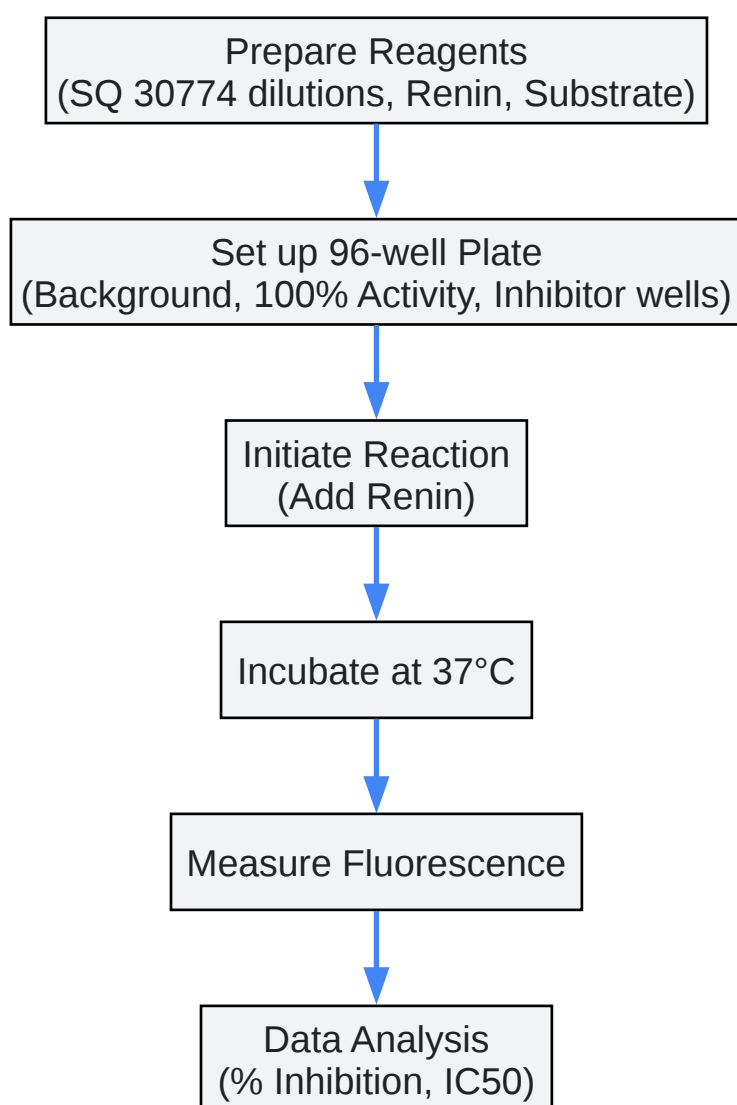 Prepare Reagents
(SQ 30774 dilutions, Renin, Substrate)
Set up 96-well Plate
(Background, 100% Activity, Inhibitor wells)
Initiate Reaction
(Add Renin)
Incubate at 37°C
Measure Fluorescence
Data Analysis
(% Inhibition, IC50)